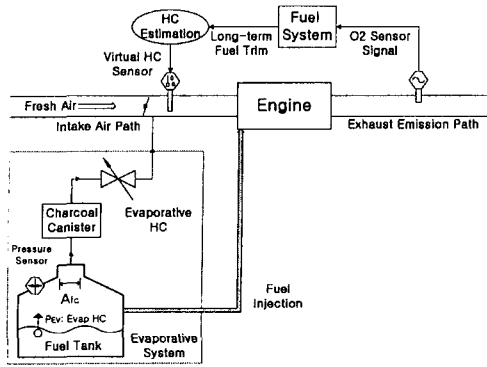 HC
Estimation
Fuel
System
Long-term
Fuel Trim
O2 Sensor
Signal
Virtual HC
Sensor
Fresh Air
Engine
Intake Air Path
Exhaust Emission Path
Charcoal
Canister
Evaporative
HC
Pressure
Sensor
Atc
Fuel
Injection
PEV: Evap HC
Evaporative
System
Fuel Tank